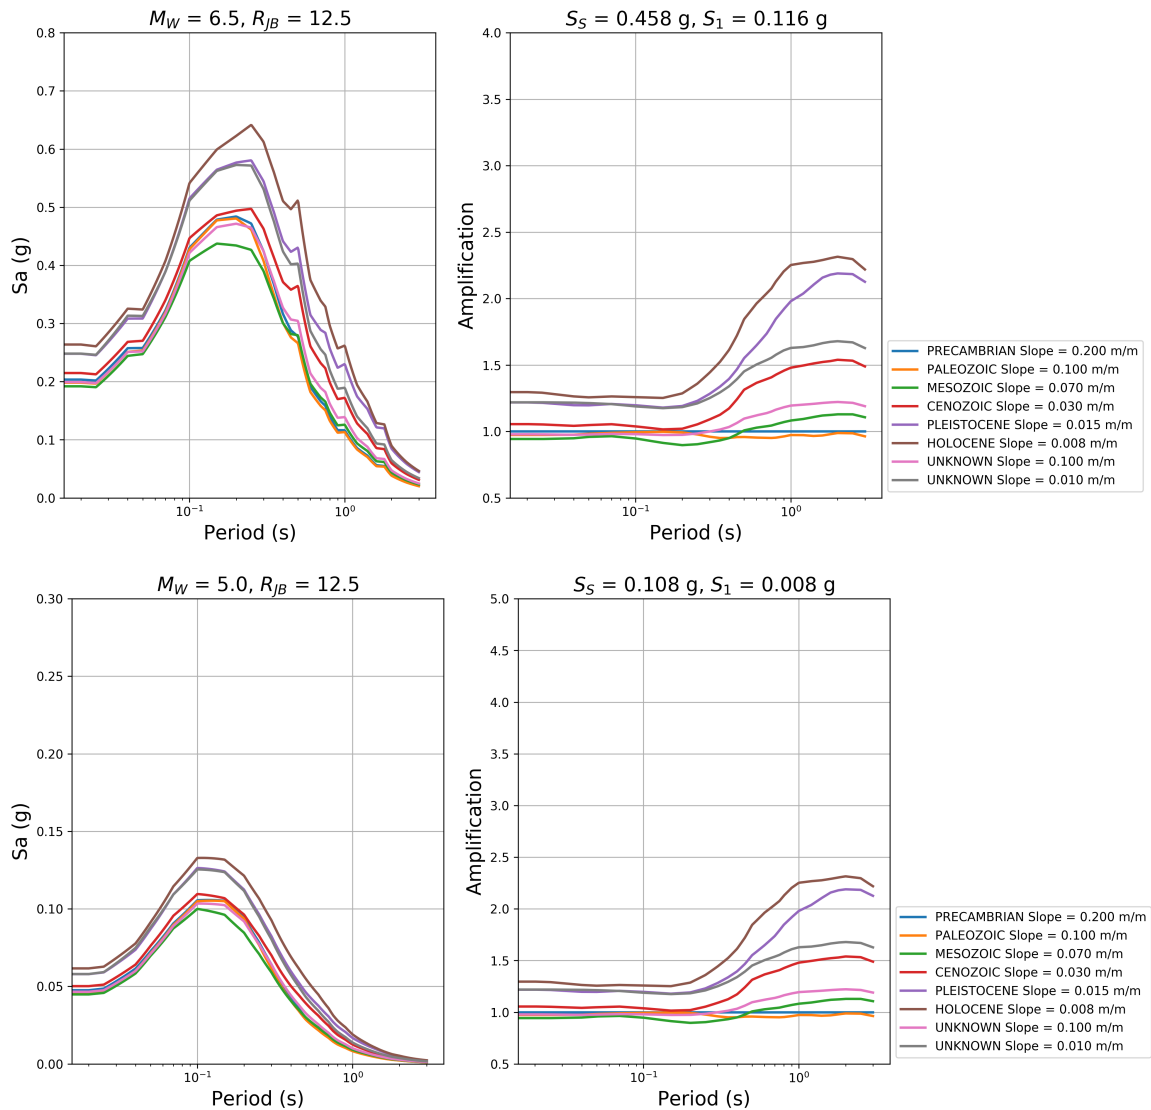 M_W = 6.5, R_JB = 12.5
0.8
0.7
0.6
0.5
0.4
0.3
0.2
0.1
0.0
Sa (g)
10⁻¹
10⁰
Period (s)
S_S = 0.458 g, S_1 = 0.116 g
4.0
3.5
3.0
2.5
2.0
1.5
1.0
0.5
Amplification
10⁻¹
10⁰
Period (s)
PRECAMBRIAN Slope = 0.200 m/m
PALEOZOIC Slope = 0.100 m/m
MESOZOIC Slope = 0.070 m/m
CENOZOIC Slope = 0.030 m/m
PLEISTOCENE Slope = 0.015 m/m
HOLOCENE Slope = 0.008 m/m
UNKNOWN Slope = 0.100 m/m
UNKNOWN Slope = 0.010 m/m
M_W = 5.0, R_JB = 12.5
0.30
0.25
0.20
0.15
0.10
0.05
0.00
Sa (g)
10⁻¹
10⁰
Period (s)
S_S = 0.108 g, S_1 = 0.008 g
5.0
4.5
4.0
3.5
3.0
2.5
2.0
1.5
1.0
0.5
Amplification
10⁻¹
10⁰
Period (s)
PRECAMBRIAN Slope = 0.200 m/m
PALEOZOIC Slope = 0.100 m/m
MESOZOIC Slope = 0.070 m/m
CENOZOIC Slope = 0.030 m/m
PLEISTOCENE Slope = 0.015 m/m
HOLOCENE Slope = 0.008 m/m
UNKNOWN Slope = 0.100 m/m
UNKNOWN Slope = 0.010 m/m